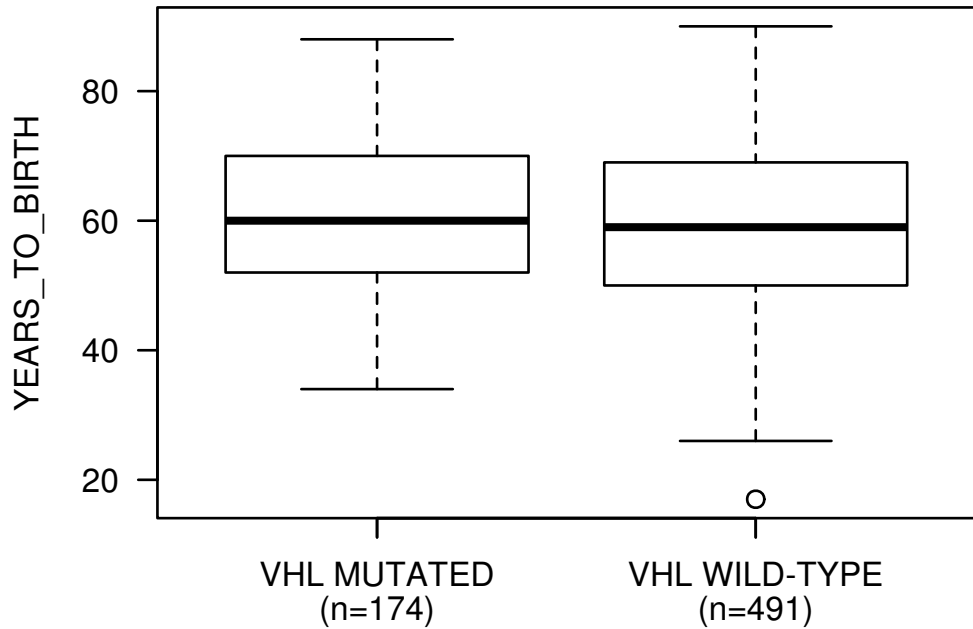 YEARS_TO_BIRTH
80
60
40
20
VHL MUTATED
(n=174)
VHL WILD-TYPE
(n=491)